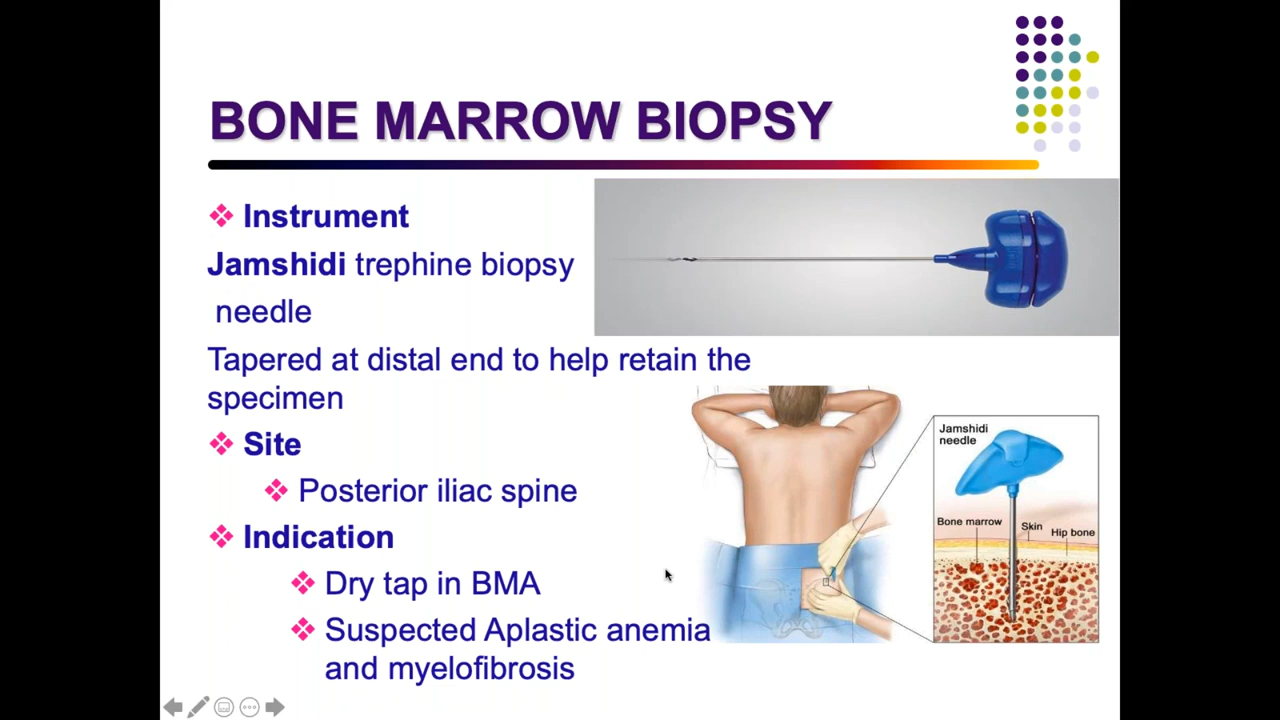 BONE MARROW BIOPSY
Instrument
Jamshidi trephine biopsy
needle
Tapered at distal end to help retain the
specimen
Site
Posterior iliac spine
Indication
Dry tap in BMA
Suspected Aplastic anemia
and myelofibrosis
Jamshidi
needle
Bone marrow
Skin
Hip bone